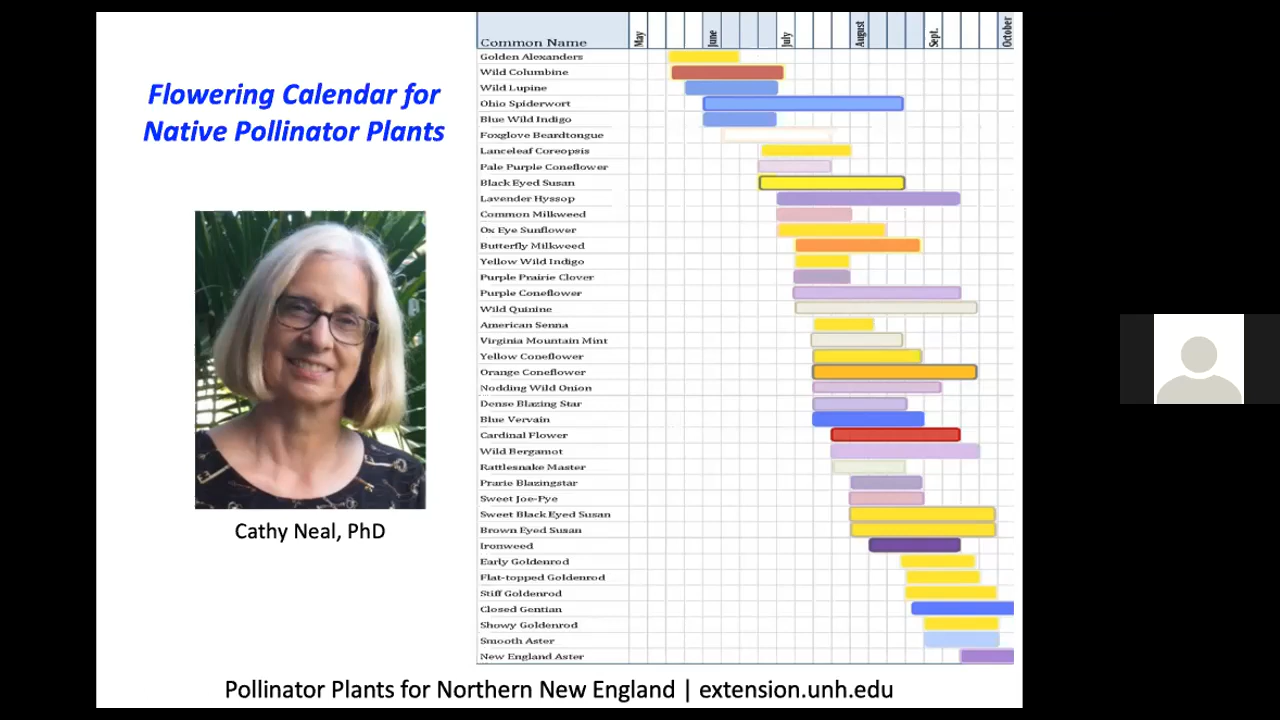 Flowering Calendar for
Native Pollinator Plants
Cathy Neal, PhD
Common Name
May
June
July
August
Sept.
October
Golden Alexanders
Wild Columbine
Wild Lupine
Ohio Spiderwort
Blue Wild Indigo
Foxglove Beardtongue
Lanceleaf Coreopsis
Pale Purple Coneflower
Black Eyed Susan
Lavender Hyssop
Common Milkweed
Ox Eye Sunflower
Butterfly Milkweed
Yellow Wild Indigo
Purple Prairie Clover
Purple Coneflower
Wild Quinine
American Senna
Virginia Mountain Mint
Yellow Coneflower
Orange Coneflower
Nodding Wild Onion
Dense Blazing Star
Blue Vervain
Cardinal Flower
Wild Bergamot
Rattlesnake Master
Prarie Blazingstar
Sweet Joe-Pye
Sweet Black Eyed Susan
Brown Eyed Susan
Ironweed
Early Goldenrod
Flat-topped Goldenrod
Stiff Goldenrod
Closed Gentian
Showy Goldenrod
Smooth Aster
New England Aster
Pollinator Plants for Northern New England | extension.unh.edu